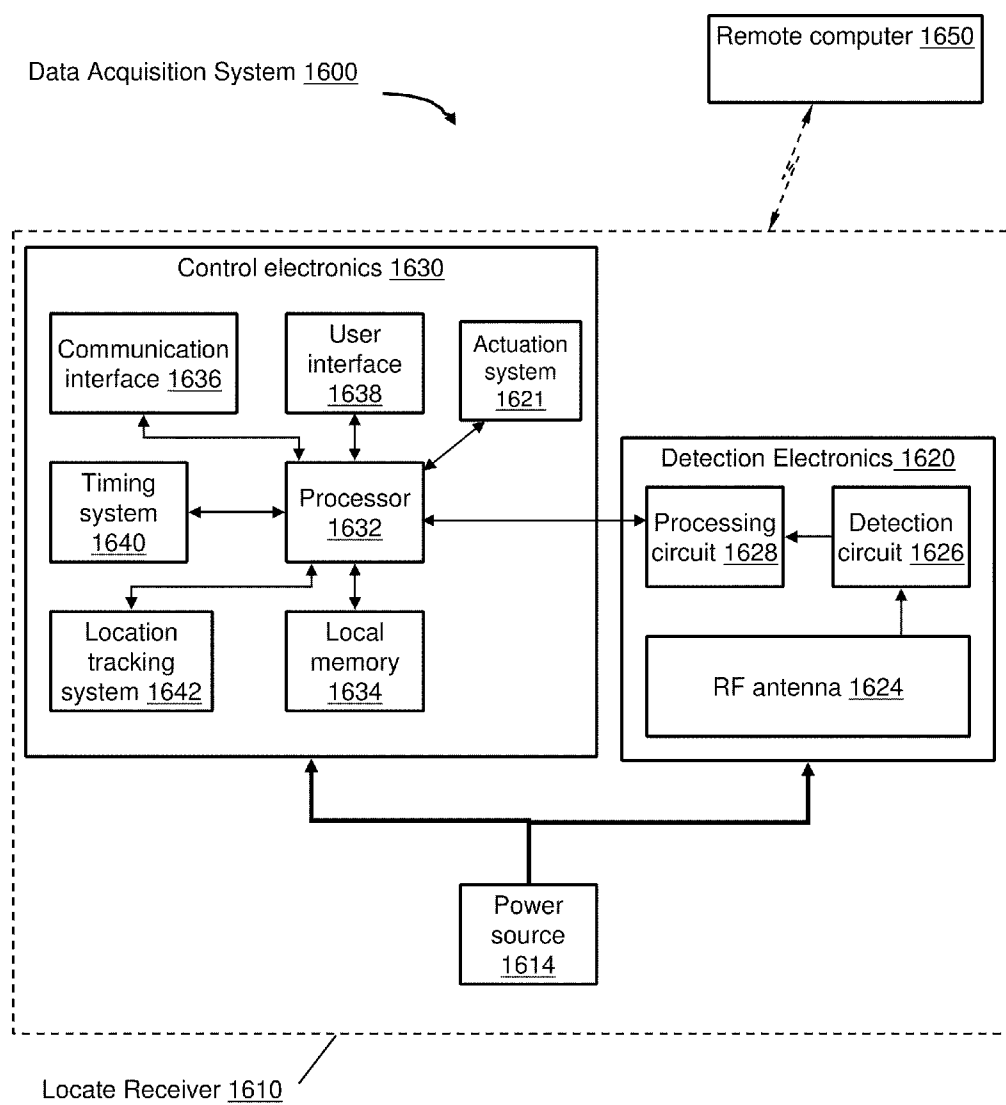 Remote computer 1650
Data Acquisition System 1600
Control electronics 1630
Communication
interface 1636
User
interface
1638
Actuation
system
1621
Timing
system
1640
Processor
1632
Location
tracking
system 1642
Local
memory
1634
Detection Electronics 1620
Processing
circuit 1628
Detection
circuit 1626
RF antenna 1624
Power
source
1614
Locate Receiver 1610